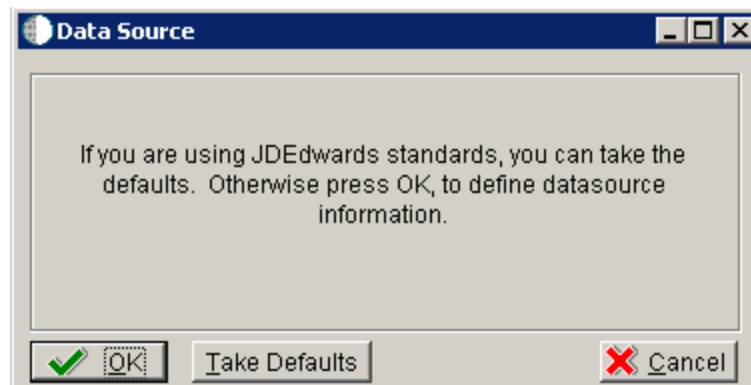 Data Source
If you are using JDEdwards standards, you can take the
defaults.  Otherwise press OK, to define datasource
information.
OK
Take Defaults
Cancel